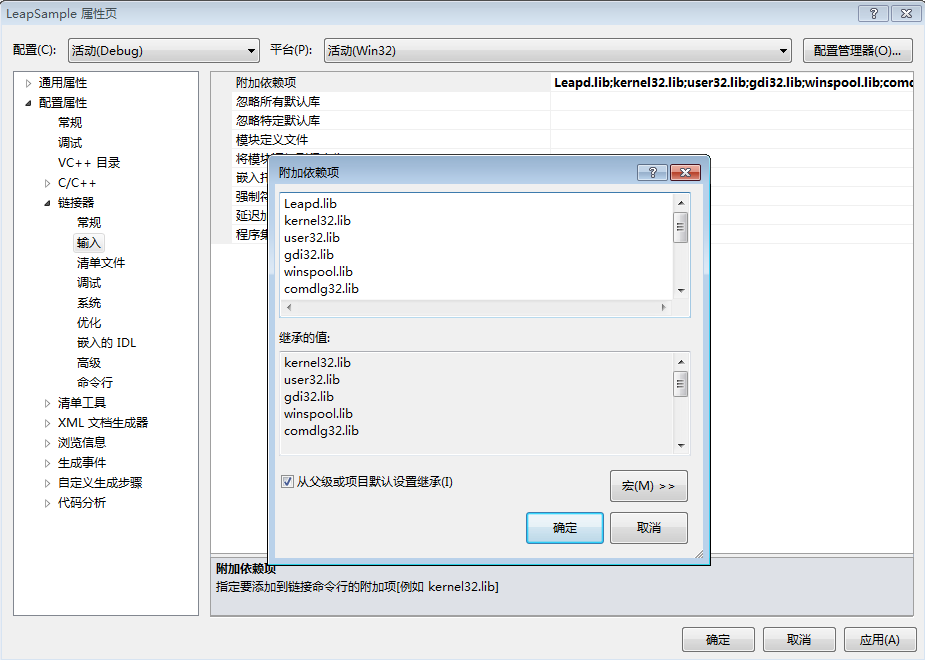 LeapSample 属性页
配置(C): 活动(Debug) 平台(P): 活动(Win32) 配置管理器(O)...
通用属性
配置属性
常规
调试
VC++ 目录
C/C++
链接器
常规
输入
清单文件
调试
系统
优化
嵌入的 IDL
高级
命令行
清单工具
XML 文档生成器
浏览信息
生成事件
自定义生成步骤
代码分析
附加依赖项 Leapd.lib;kernel32.lib;user32.lib;gdi32.lib;winspool.lib;comd
忽略所有默认库
忽略特定默认库
模块定义文件
将模块
嵌入
强制
延迟
程序集
附加依赖项
Leapd.lib
kernel32.lib
user32.lib
gdi32.lib
winspool.lib
comdlg32.lib
继承的值:
kernel32.lib
user32.lib
gdi32.lib
winspool.lib
comdlg32.lib
从父级或项目默认设置继承(I)
宏(M) >>
确定 取消
附加依赖项
指定要添加到链接命令行的附加项[例如 kernel32.lib]
确定 取消 应用(A)